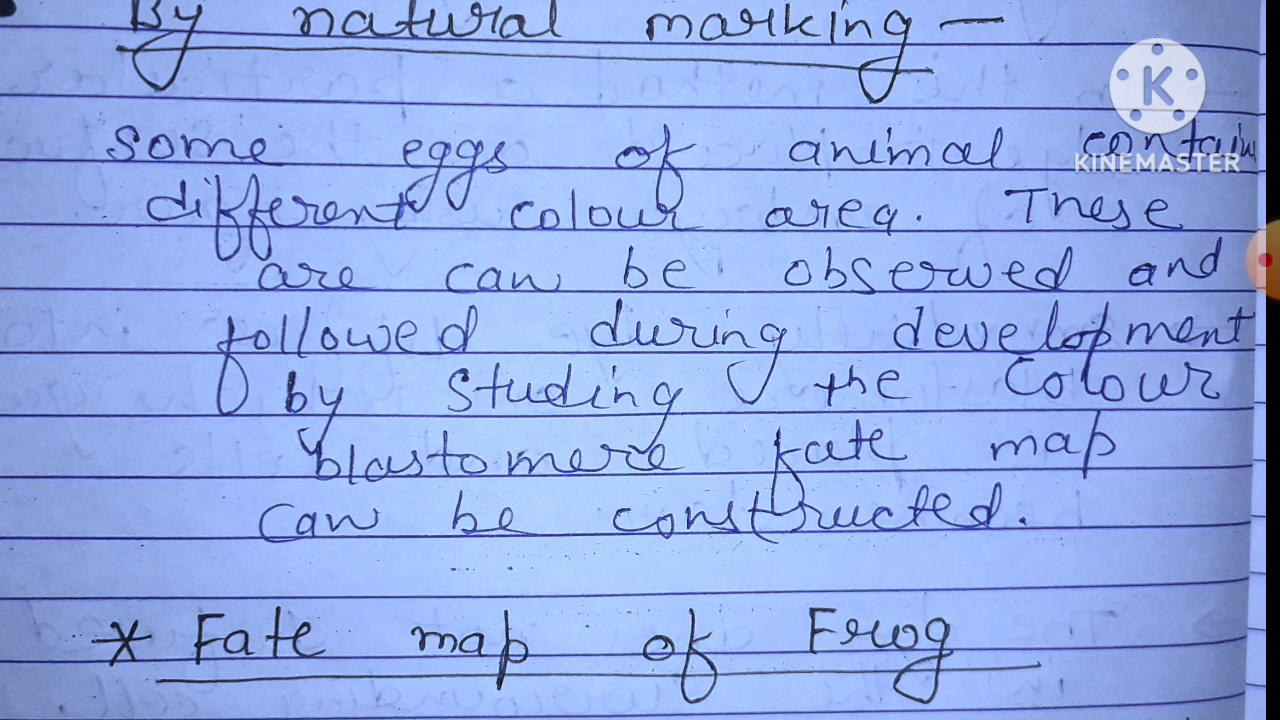 By natural marking —
K
KINEMASTER
some eggs of animal contain
different colour area. These
are can be observed and
followed during development
by studing the colour
blastomere fate map
can be constructed.
* Fate map of Frog